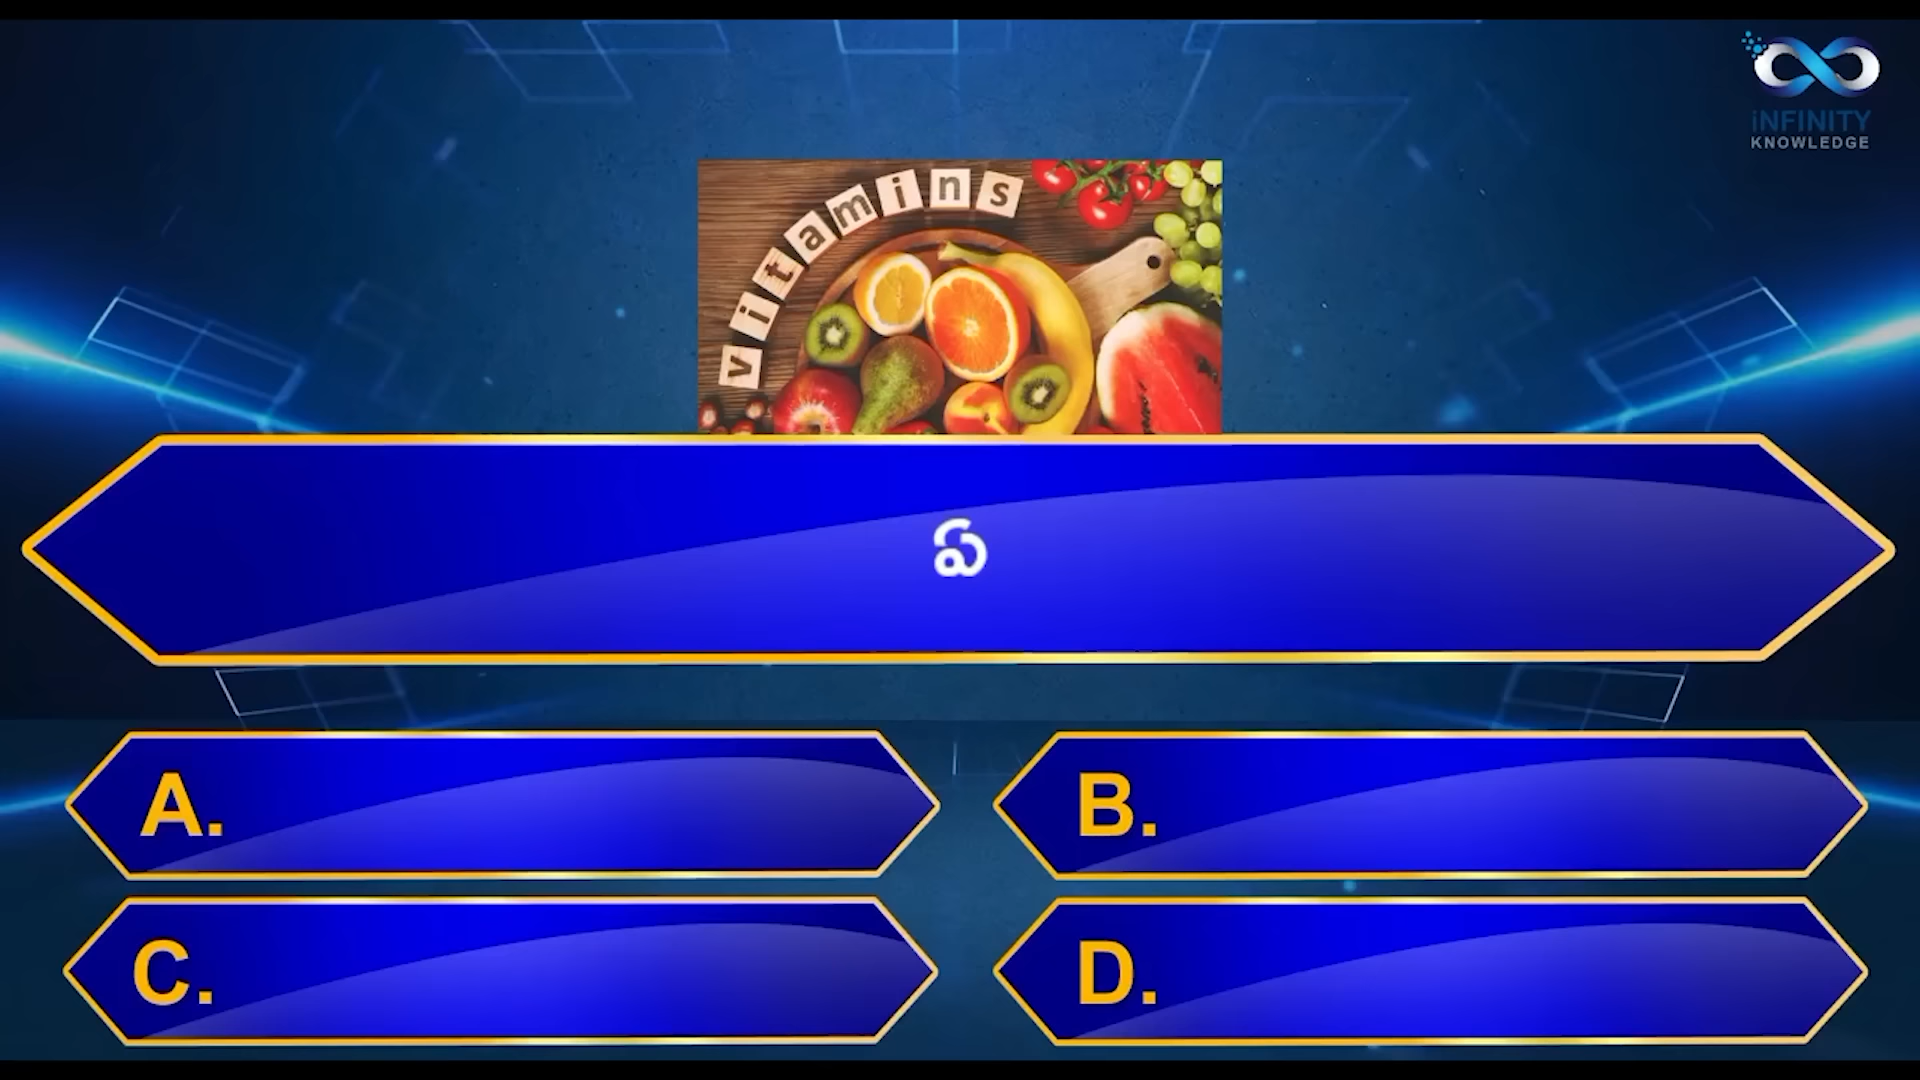 iNFINITY
KNOWLEDGE
vitamins
ఏ
A.
B.
C.
D.